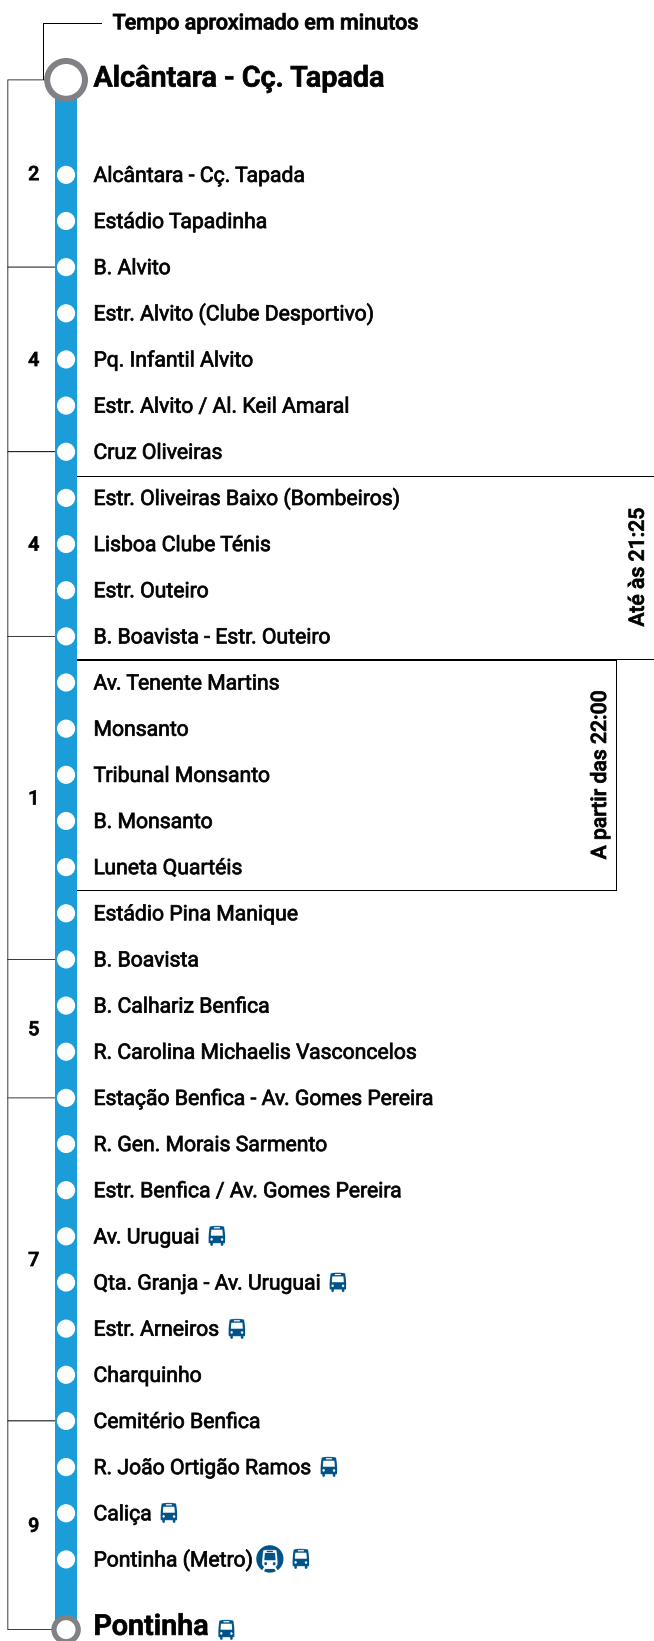 Tempo aproximado em minutos
Alcântara - Cç. Tapada
2
Alcântara - Cç. Tapada
Estádio Tapadinha
B. Alvito
Estr. Alvito (Clube Desportivo)
4
Pq. Infantil Alvito
Estr. Alvito / Al. Keil Amaral
Cruz Oliveiras
Estr. Oliveiras Baixo (Bombeiros)
4
Lisboa Clube Ténis
Estr. Outeiro
B. Boavista - Estr. Outeiro
Até às 21:25
Av. Tenente Martins
Monsanto
Tribunal Monsanto
1
B. Monsanto
Luneta Quartéis
A partir das 22:00
Estádio Pina Manique
B. Boavista
B. Calhariz Benfica
5
R. Carolina Michaelis Vasconcelos
Estação Benfica - Av. Gomes Pereira
R. Gen. Morais Sarmento
Estr. Benfica / Av. Gomes Pereira
Av. Uruguai
7
Qta. Granja - Av. Uruguai
Estr. Arneiros
Charquinho
Cemitério Benfica
R. João Ortigão Ramos
Caliça
9
Pontinha (Metro)
Pontinha